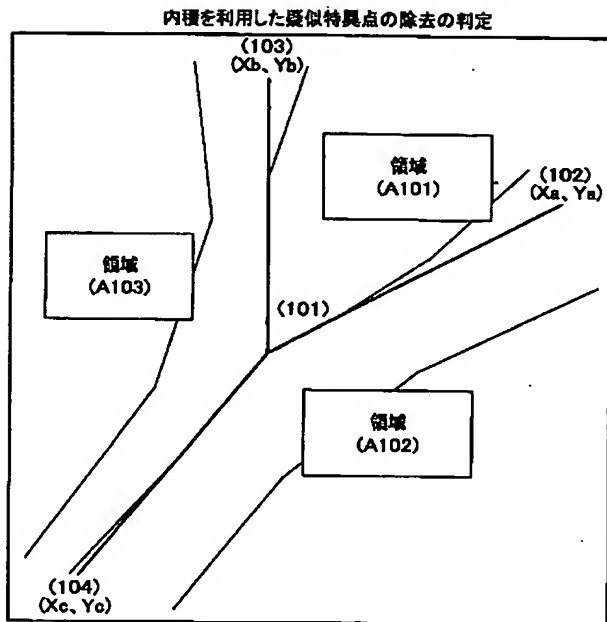 内積を利用した疑似特異点の除去の判定
(103)
(Xb、Yb)
領域
(A101)
(102)
(Xa、Ya)
領域
(A103)
(101)
領域
(A102)
(104)
(Xc、Yc)